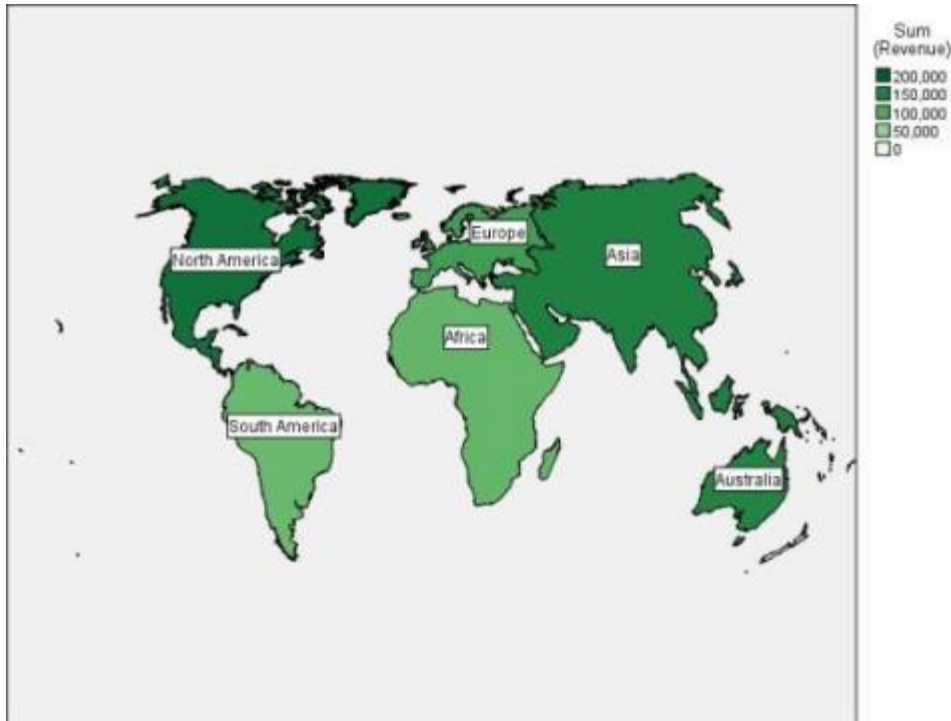 Sum
(Revenue)
200,000
150,000
100,000
50,000
0
Europe
North America
Asia
Africa
South America
Australia